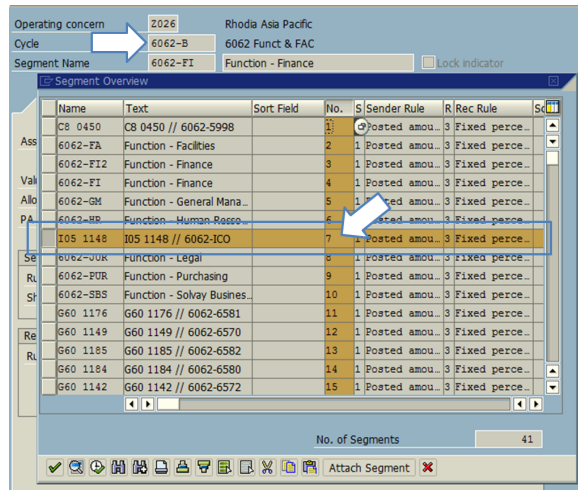 Operating concern Z026 Rhodia Asia Pacific
Cycle 6062-B 6062 Funct & FAC
Segment Name 6062-FI Function - Finance Lock indicator
Segment Overview
Name Text Sort Field No. S Sender Rule R Rec Rule
C8 0450 C8 0450 // 6062-5998 1 Posted amou... 3 Fixed perce...
6062-FA Function - Facilities 2 1 Posted amou... 3 Fixed perce...
6062-FI2 Function - Finance 3 1 Posted amou... 3 Fixed perce...
6062-FI Function - Finance 4 1 Posted amou... 3 Fixed perce...
6062-GM Function - General Mana... 5 1 Posted amou... 3 Fixed perce...
6062-HR Function - Human Resso... 6 1 amou... 3 Fixed perce...
I05 1148 I05 1148 // 6062-ICO 7 1 Posted amou... 3 Fixed perce...
6062-JUR Function - Legal 8 1 Posted amou... 3 Fixed perce...
6062-PUR Function - Purchasing 9 1 Posted amou... 3 Fixed perce...
6062-SBS Function - Solvay Busines... 10 1 Posted amou... 3 Fixed perce...
G60 1176 G60 1176 // 6062-6581 11 1 Posted amou... 3 Fixed perce...
G60 1149 G60 1149 // 6062-6570 12 1 Posted amou... 3 Fixed perce...
G60 1185 G60 1185 // 6062-6582 13 1 Posted amou... 3 Fixed perce...
G60 1184 G60 1184 // 6062-6580 14 1 Posted amou... 3 Fixed perce...
G60 1142 G60 1142 // 6062-6572 15 1 Posted amou... 3 Fixed perce...
No. of Segments 41
Attach Segment